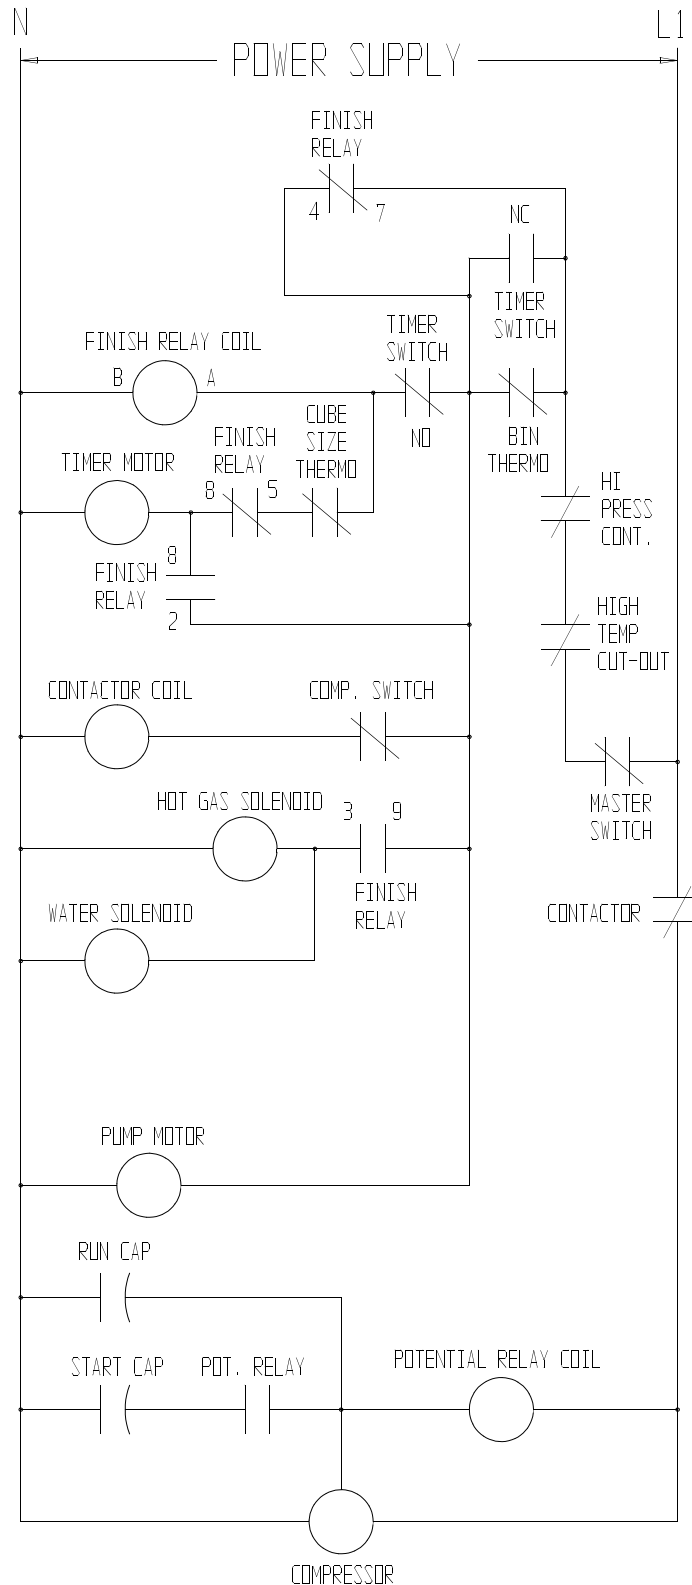 N
L1
POWER SUPPLY
FINISH
RELAY
4
7
NC
TIMER
SWITCH
TIMER
SWITCH
FINISH RELAY COIL
B
A
NO
BIN
THERMO
CUBE
SIZE
THERMO
FINISH
RELAY
8
5
TIMER MOTOR
HI
PRESS
CONT.
8
FINISH
RELAY
2
HIGH
TEMP
CUT-OUT
CONTACTOR COIL
COMP. SWITCH
MASTER
SWITCH
HOT GAS SOLENOID
3
9
FINISH
RELAY
WATER SOLENOID
CONTACTOR
PUMP MOTOR
RUN CAP
START CAP
POT. RELAY
POTENTIAL RELAY COIL
COMPRESSOR